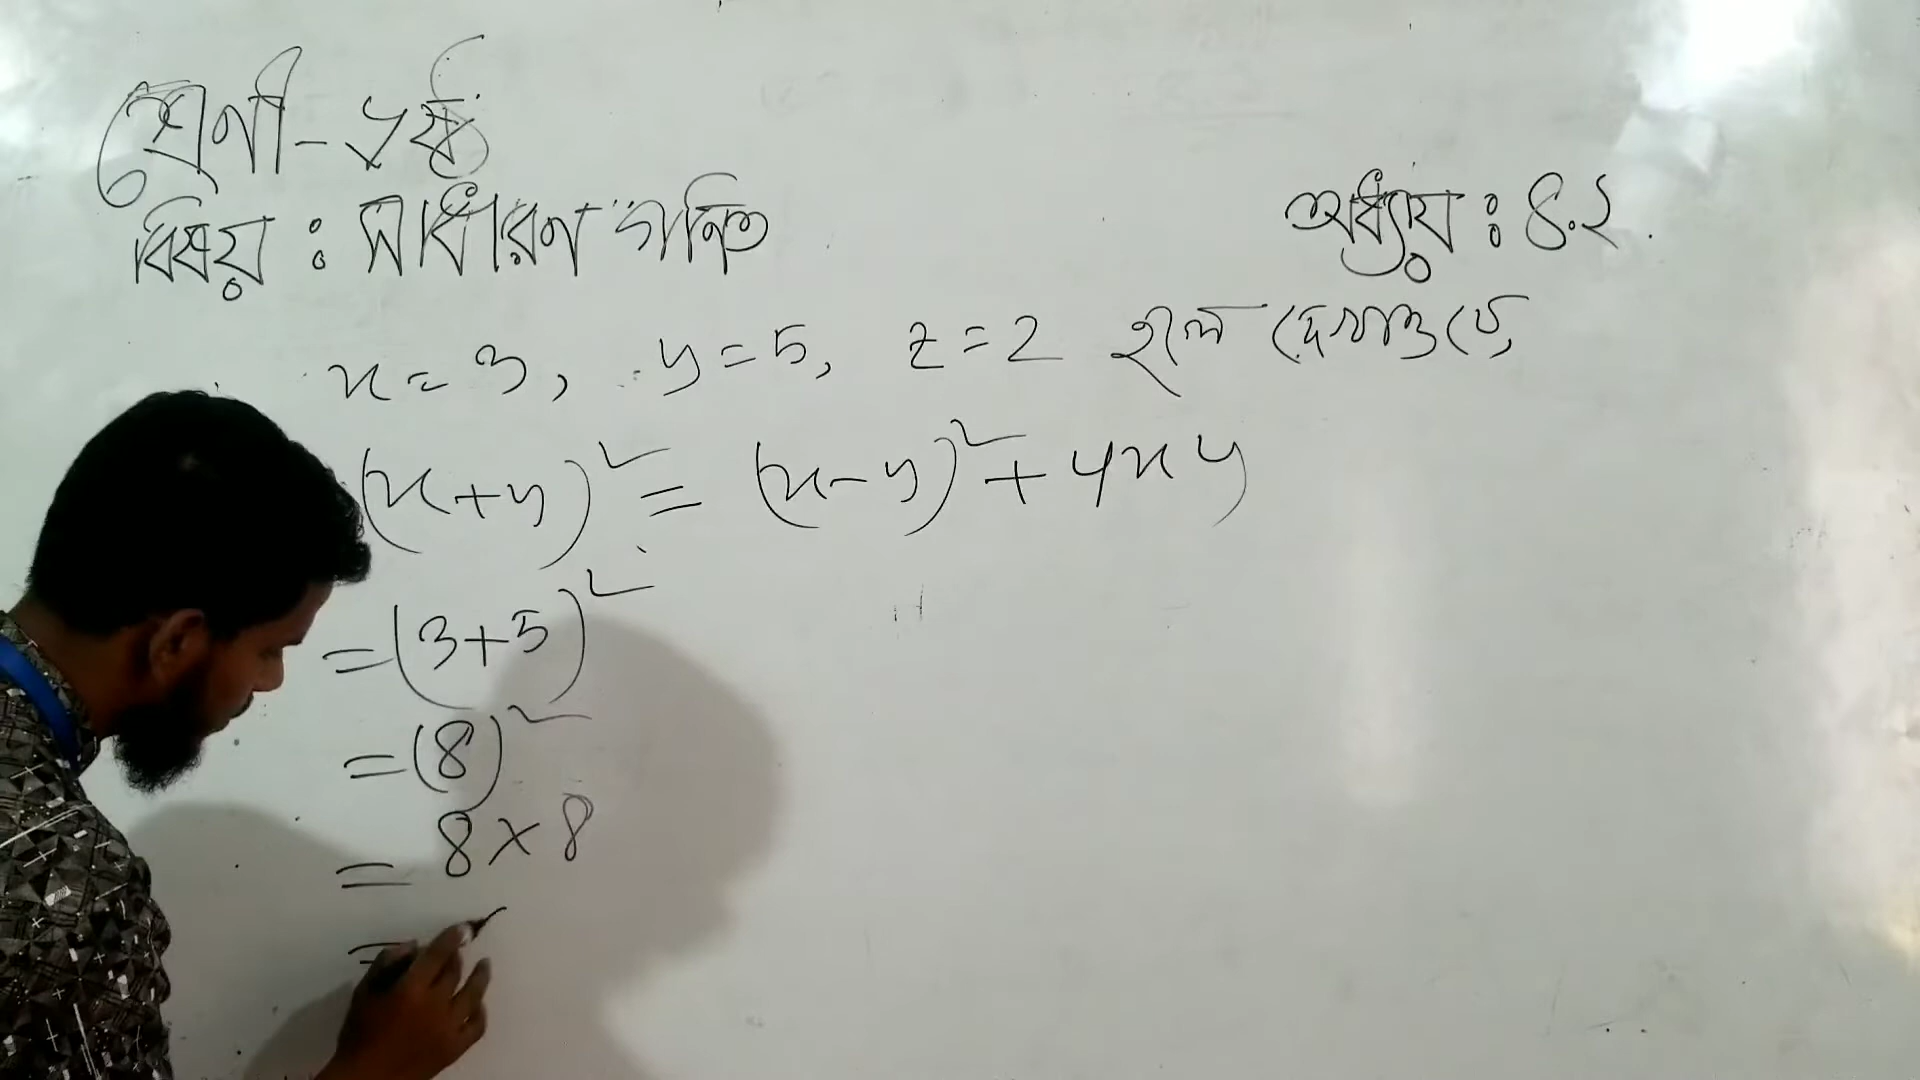 শ্রেণী - ৬ষ্ঠ
বিষয় : সাধারণ গনিত
অধ্যায় : ৪.২
x = 3, y = 5, z = 2 হলে দেখাও যে,
(x+y)² = (x-y)² + 4xy
= (3+5)²
= (8)²
= 8 × 8
=